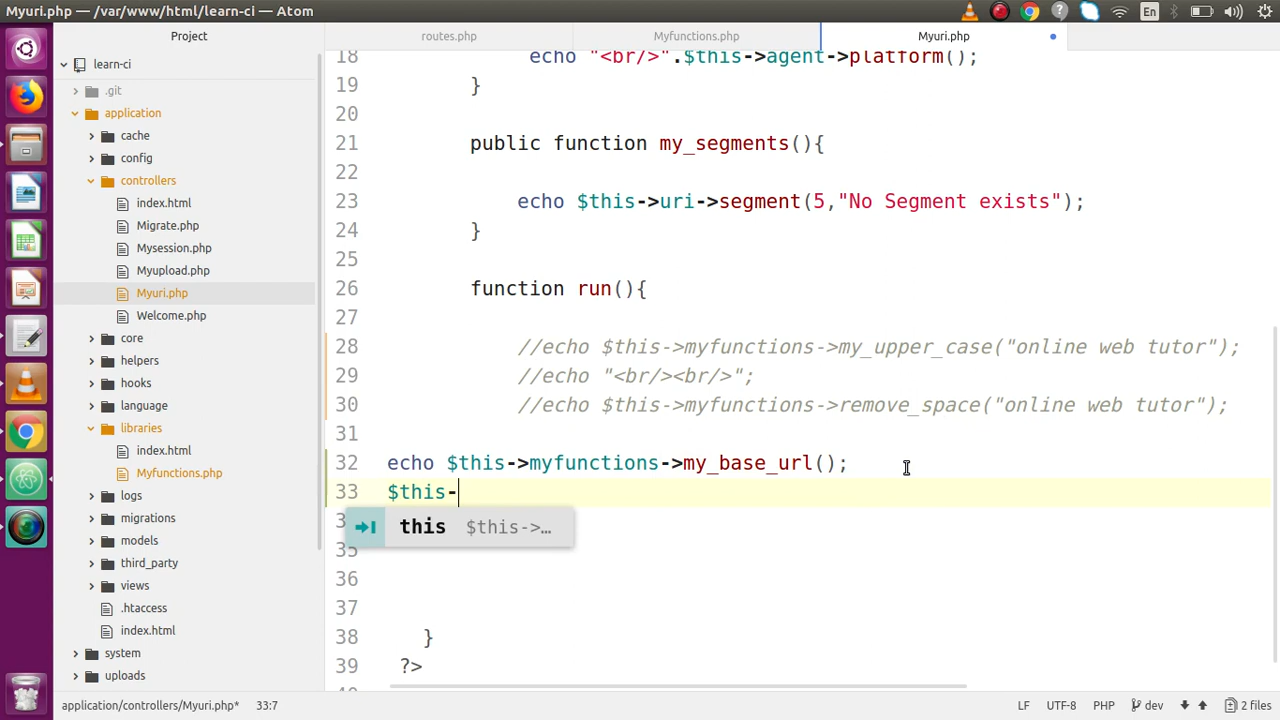 Myuri.php — /var/www/html/learn-ci — Atom
En
Project
routes.php
Myfunctions.php
Myuri.php
learn-ci
.git
application
cache
config
controllers
index.html
Migrate.php
Mysession.php
Myupload.php
Myuri.php
Welcome.php
core
helpers
hooks
language
libraries
index.html
Myfunctions.php
logs
migrations
models
third_party
views
.htaccess
index.html
system
uploads
18 echo "<br/>".$this->agent->platform();
19 }
20
21 public function my_segments(){
22
23 echo $this->uri->segment(5,"No Segment exists");
24 }
25
26 function run(){
27
28 //echo $this->myfunctions->my_upper_case("online web tutor");
29 //echo "<br/><br/>";
30 //echo $this->myfunctions->remove_space("online web tutor");
31
32 echo $this->myfunctions->my_base_url();
33 $this-
this $this->…
35
36
37
38 }
39 ?>
application/controllers/Myuri.php* 33:7 LF UTF-8 PHP dev 2 files